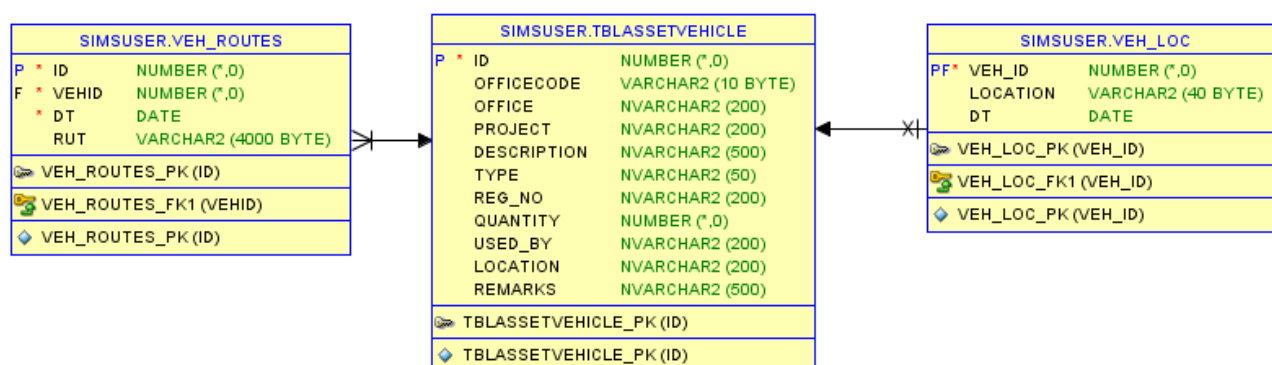 SIMSUSER.VEH_ROUTES
P * ID NUMBER (*,0)
F * VEHID NUMBER (*,0)
* DT DATE
RUT VARCHAR2 (4000 BYTE)
VEH_ROUTES_PK (ID)
VEH_ROUTES_FK1 (VEHID)
VEH_ROUTES_PK (ID)
SIMSUSER.TBLASSETVEHICLE
P * ID NUMBER (*,0)
OFFICECODE VARCHAR2 (10 BYTE)
OFFICE NVARCHAR2 (200)
PROJECT NVARCHAR2 (200)
DESCRIPTION NVARCHAR2 (500)
TYPE NVARCHAR2 (50)
REG_NO NVARCHAR2 (200)
QUANTITY NUMBER (*,0)
USED_BY NVARCHAR2 (200)
LOCATION NVARCHAR2 (200)
REMARKS NVARCHAR2 (500)
TBLASSETVEHICLE_PK (ID)
TBLASSETVEHICLE_PK (ID)
SIMSUSER.VEH_LOC
PF* VEH_ID NUMBER (*,0)
LOCATION VARCHAR2 (40 BYTE)
DT DATE
VEH_LOC_PK (VEH_ID)
VEH_LOC_FK1 (VEH_ID)
VEH_LOC_PK (VEH_ID)